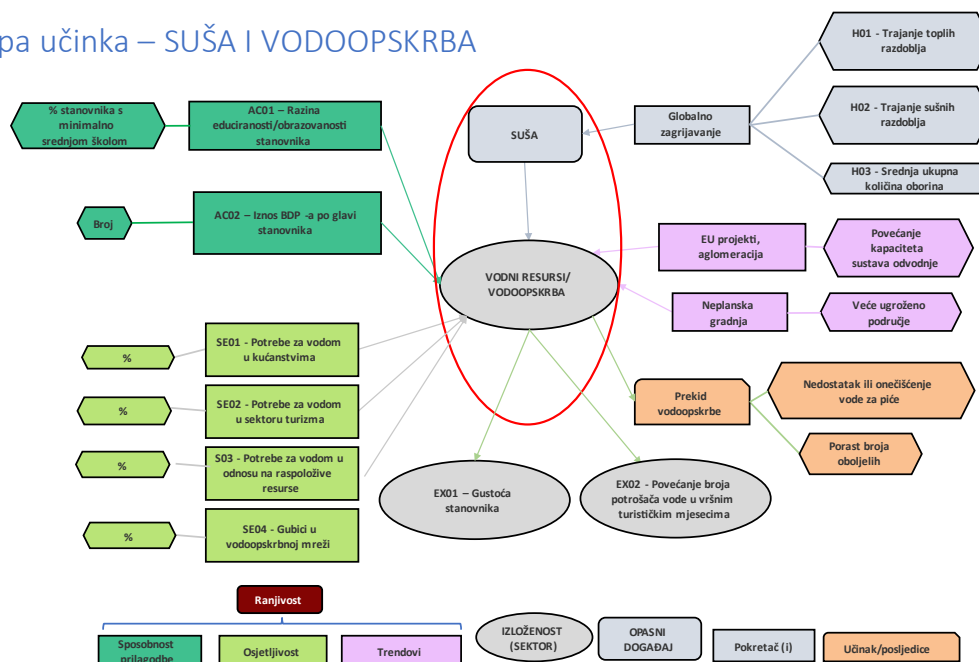 pa učinka – SUŠA I VODOOPSKRBA
% stanovnika s
minimalno
srednjom školom
AC01 – Razina
educiranosti/obrazovanosti
stanovnika
SUŠA
Globalno
zagrijavanje
H01 - Trajanje toplih
razdoblja
H02 - Trajanje sušnih
razdoblja
H03 - Srednja ukupna
količina oborina
Broj
AC02 – Iznos BDP -a po glavi
stanovnika
VODNI RESURSI/
VODOOPSKRBA
EU projekti,
aglomeracija
Povećanje
kapaciteta
sustava odvodnje
Neplanska
gradnja
Veće ugroženo
područje
%
SE01 - Potrebe za vodom
u kućanstvima
%
SE02 - Potrebe za vodom
u sektoru turizma
%
S03 - Potrebe za vodom u
odnosu na raspoložive
resurse
%
SE04 - Gubici u
vodoopskrbnoj mreži
Prekid
vodoopskrbe
Nedostatak ili onečišćenje
vode za piće
Porast broja
oboljelih
EX01 – Gustoća
stanovnika
EX02 - Povećanje broja
potrošača vode u vršnim
turističkim mjesecima
Ranjivost
Sposobnost
prilagodbe
Osjetljivost
Trendovi
IZLOŽENOST
(SEKTOR)
OPASNI
DOGAĐAJ
Pokretač (i)
Učinak/posljedice